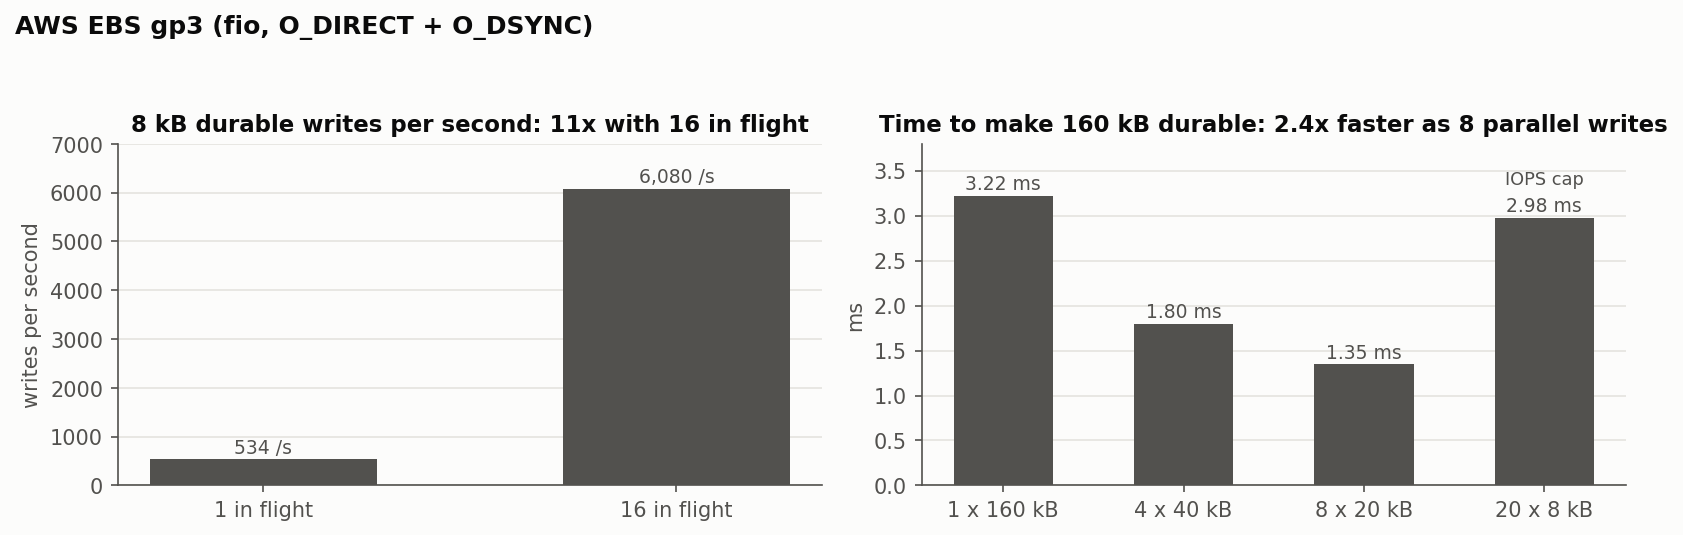 AWS EBS gp3 (fio, O_DIRECT + O_DSYNC)
8 kB durable writes per second: 11x with 16 in flight
writes per second
7000
6000
5000
4000
3000
2000
1000
0
534 /s
6,080 /s
1 in flight
16 in flight
Time to make 160 kB durable: 2.4x faster as 8 parallel writes
ms
3.5
3.0
2.5
2.0
1.5
1.0
0.5
0.0
3.22 ms
1.80 ms
1.35 ms
IOPS cap
2.98 ms
1 x 160 kB
4 x 40 kB
8 x 20 kB
20 x 8 kB